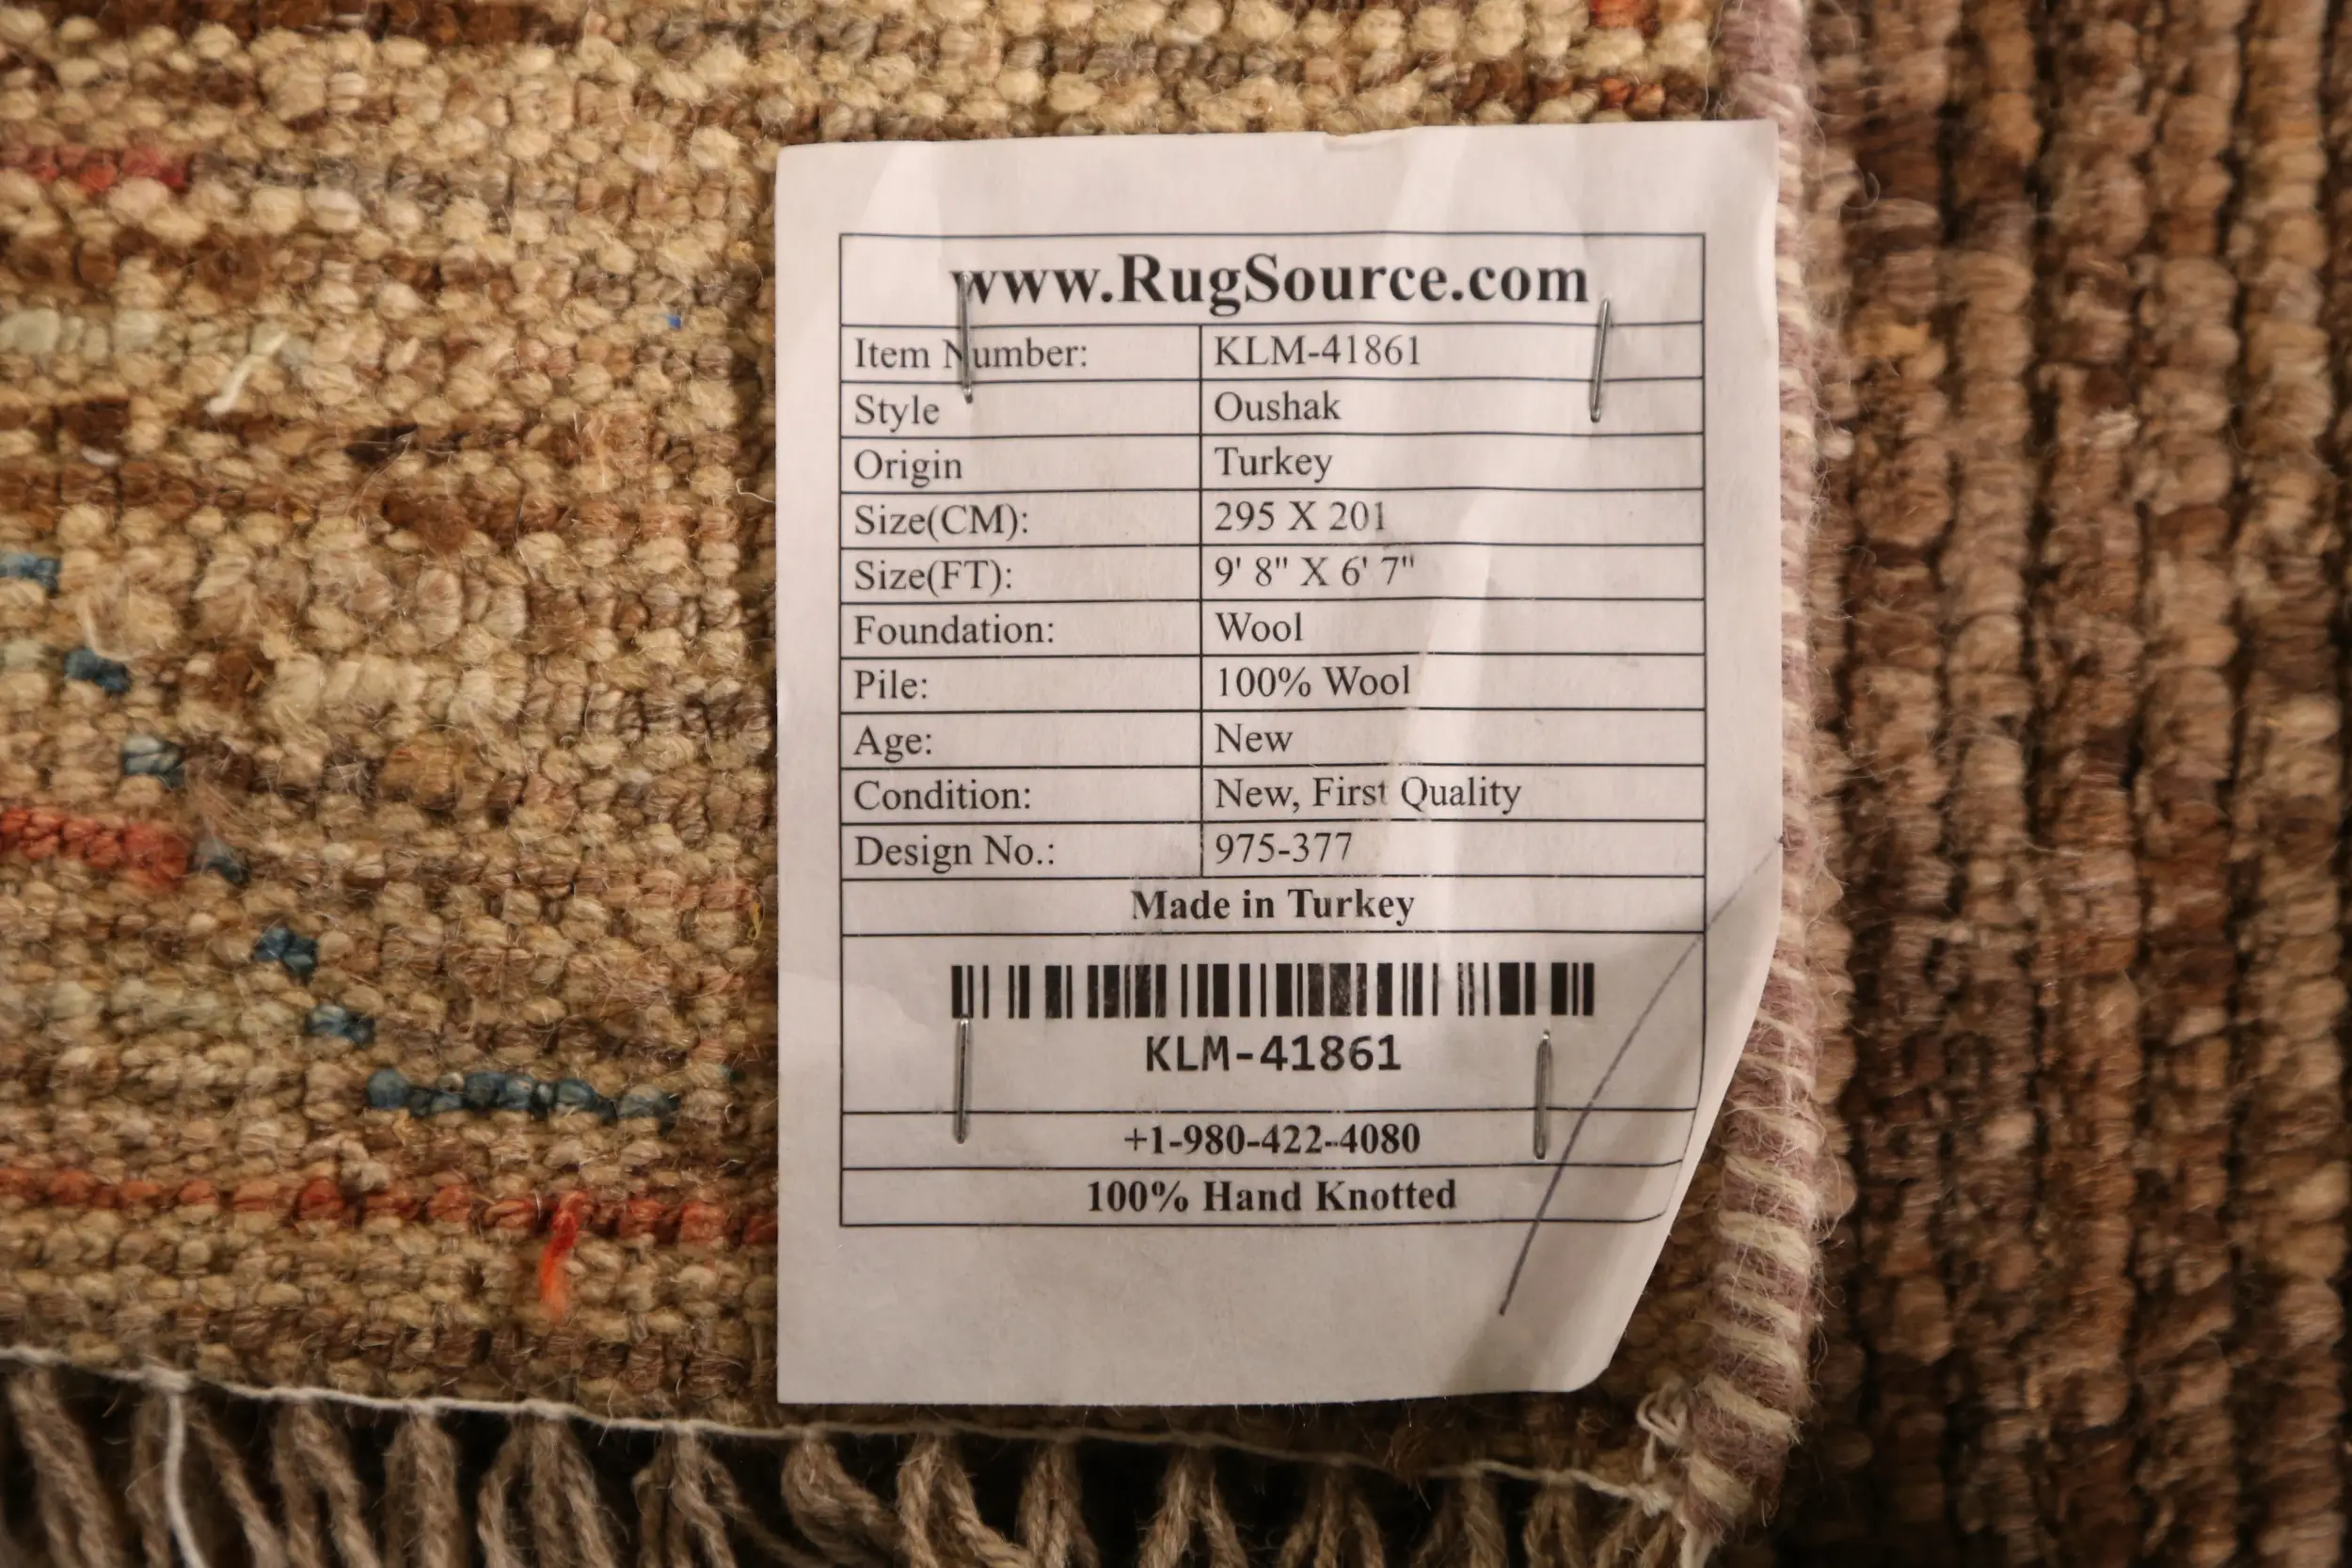 www.RugSource.com
Item Number: KLM-41861
Style Oushak
Origin Turkey
Size(CM): 295 X 201
Size(FT): 9' 8" X 6' 7"
Foundation: Wool
Pile: 100% Wool
Age: New
Condition: New, First Quality
Design No.: 975-377
Made in Turkey
KLM-41861
+1-980-422-4080
100% Hand Knotted